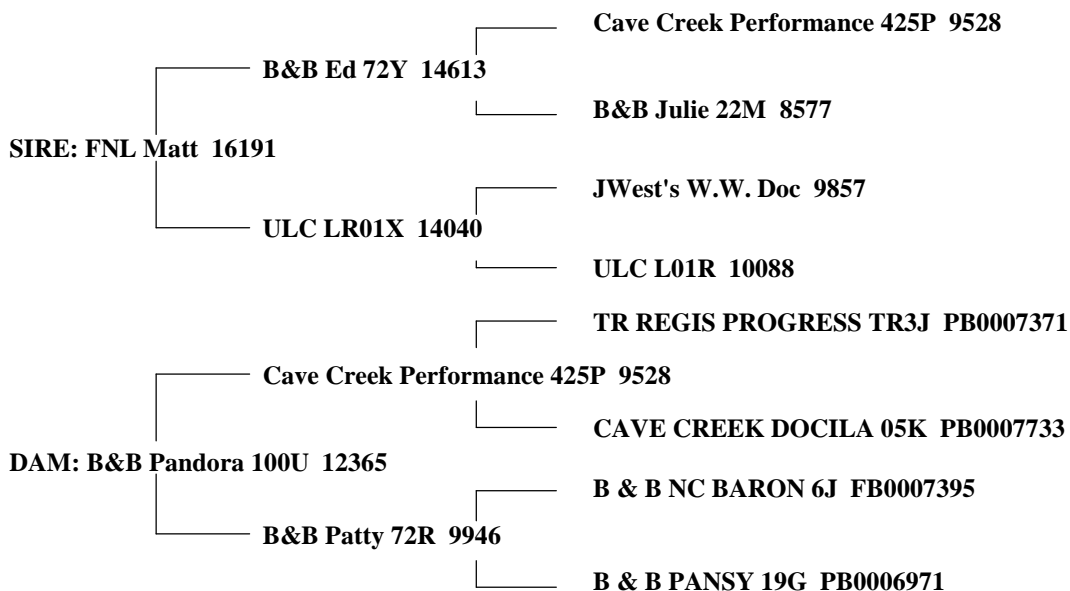 Cave Creek Performance 425P 9528
B&B Ed 72Y 14613
B&B Julie 22M 8577
SIRE: FNL Matt 16191
JWest's W.W. Doc 9857
ULC LR01X 14040
ULC L01R 10088
TR REGIS PROGRESS TR3J PB0007371
Cave Creek Performance 425P 9528
CAVE CREEK DOCILA 05K PB0007733
DAM: B&B Pandora 100U 12365
B & B NC BARON 6J FB0007395
B&B Patty 72R 9946
B & B PANSY 19G PB0006971